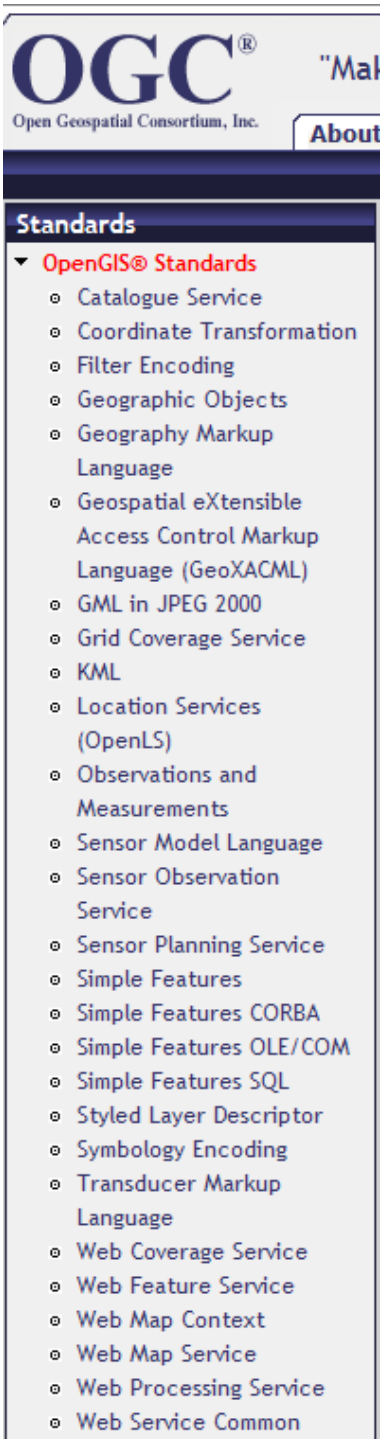 OGC®
Open Geospatial Consortium, Inc.
"Mak
About
Standards
OpenGIS® Standards
Catalogue Service
Coordinate Transformation
Filter Encoding
Geographic Objects
Geography Markup
Language
Geospatial eXtensible
Access Control Markup
Language (GeoXACML)
GML in JPEG 2000
Grid Coverage Service
KML
Location Services
(OpenLS)
Observations and
Measurements
Sensor Model Language
Sensor Observation
Service
Sensor Planning Service
Simple Features
Simple Features CORBA
Simple Features OLE/COM
Simple Features SQL
Styled Layer Descriptor
Symbology Encoding
Transducer Markup
Language
Web Coverage Service
Web Feature Service
Web Map Context
Web Map Service
Web Processing Service
Web Service Common